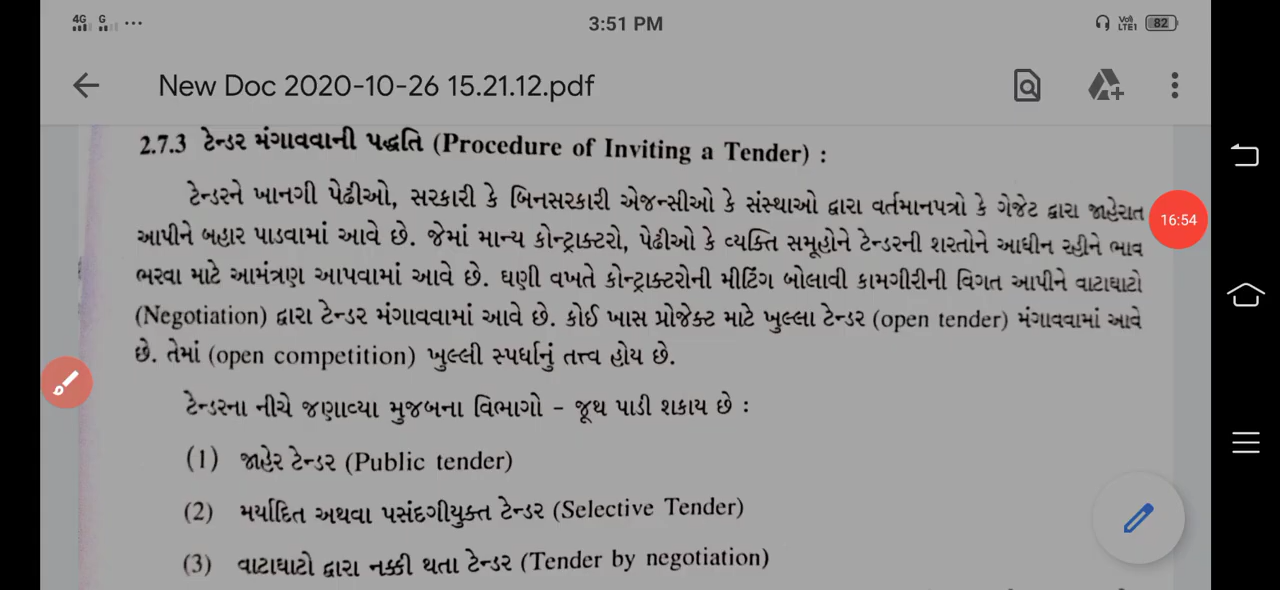 4G G ... 3:51 PM VoB LTE1 82
New Doc 2020-10-26 15.21.12.pdf
2.7.3 ટેન્ડર મંગાવવાની પદ્ધતિ (Procedure of Inviting a Tender) :
ટેન્ડરને ખાનગી પેઢીઓ, સરકારી કે બિનસરકારી એજન્સીઓ કે સંસ્થાઓ દ્વારા વર્તમાનપત્રો કે ગેજેટ દ્વારા જાહેરાત
16:54
આપીને બહાર પાડવામાં આવે છે. જેમાં માન્ય કોન્ટ્રાક્ટરો, પેઢીઓ કે વ્યક્તિ સમૂહોને ટેન્ડરની શરતોને આધીન રહીને ભાવ
ભરવા માટે આમંત્રણ આપવામાં આવે છે. ઘણી વખતે કોન્ટ્રાક્ટરોની મીટિંગ બોલાવી કામગીરીની વિગત આપીને વાટાઘાટો
(Negotiation) દ્વારા ટેન્ડર મંગાવવામાં આવે છે. કોઈ ખાસ પ્રોજેક્ટ માટે ખુલ્લા ટેન્ડર (open tender) મંગાવવામાં આવે
છે. તેમાં (open competition) ખુલ્લી સ્પર્ધાનું તત્ત્વ હોય છે.
ટેન્ડરના નીચે જણાવ્યા મુજબના વિભાગો - જૂથ પાડી શકાય છે :
(1) જાહેર ટેન્ડર (Public tender)
(2) મર્યાદિત અથવા પસંદગીયુક્ત ટેન્ડર (Selective Tender)
(3) વાટાઘાટો દ્વારા નક્કી થતા ટેન્ડર (Tender by negotiation)